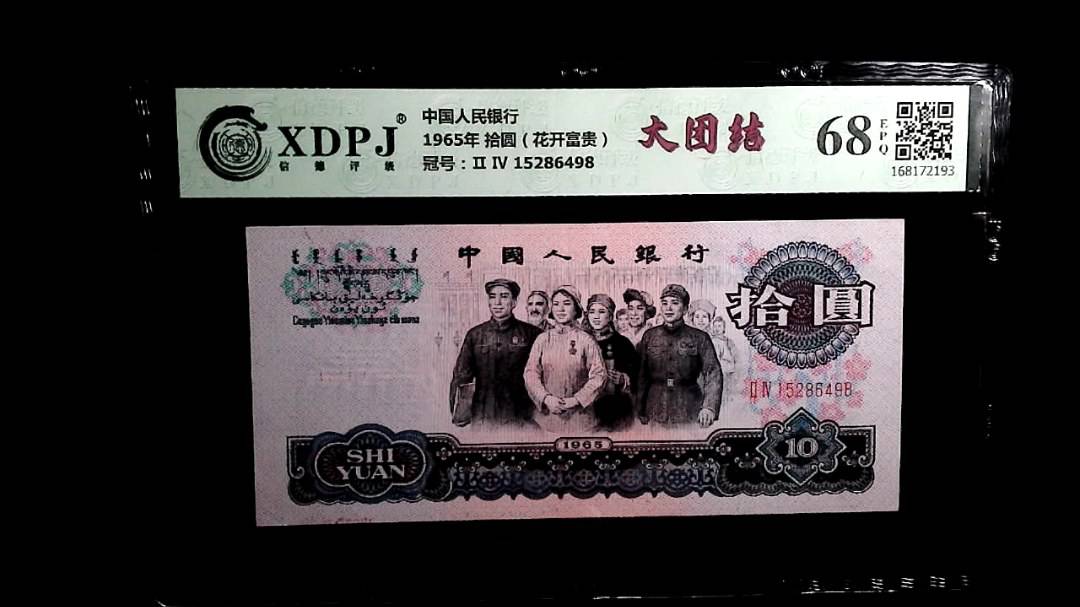 XDPJ®
信德评级
中国人民银行
1965年 拾圆（花开富贵）
冠号：II IV 15286498
大团结
68
EPQ
168172193
中國人民銀行
拾圓
II IV 15286498
1965
SHI
YUAN
10